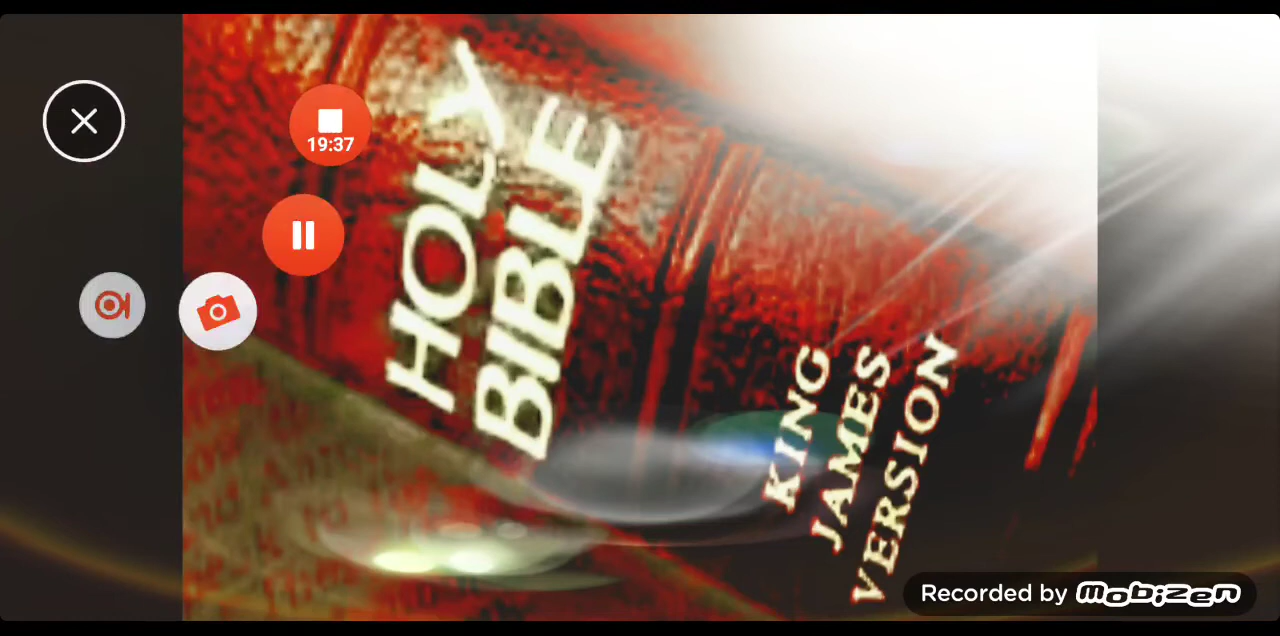 19:37
HOLY
BIBLE
KING
JAMES
VERSION
Recorded by mobizen